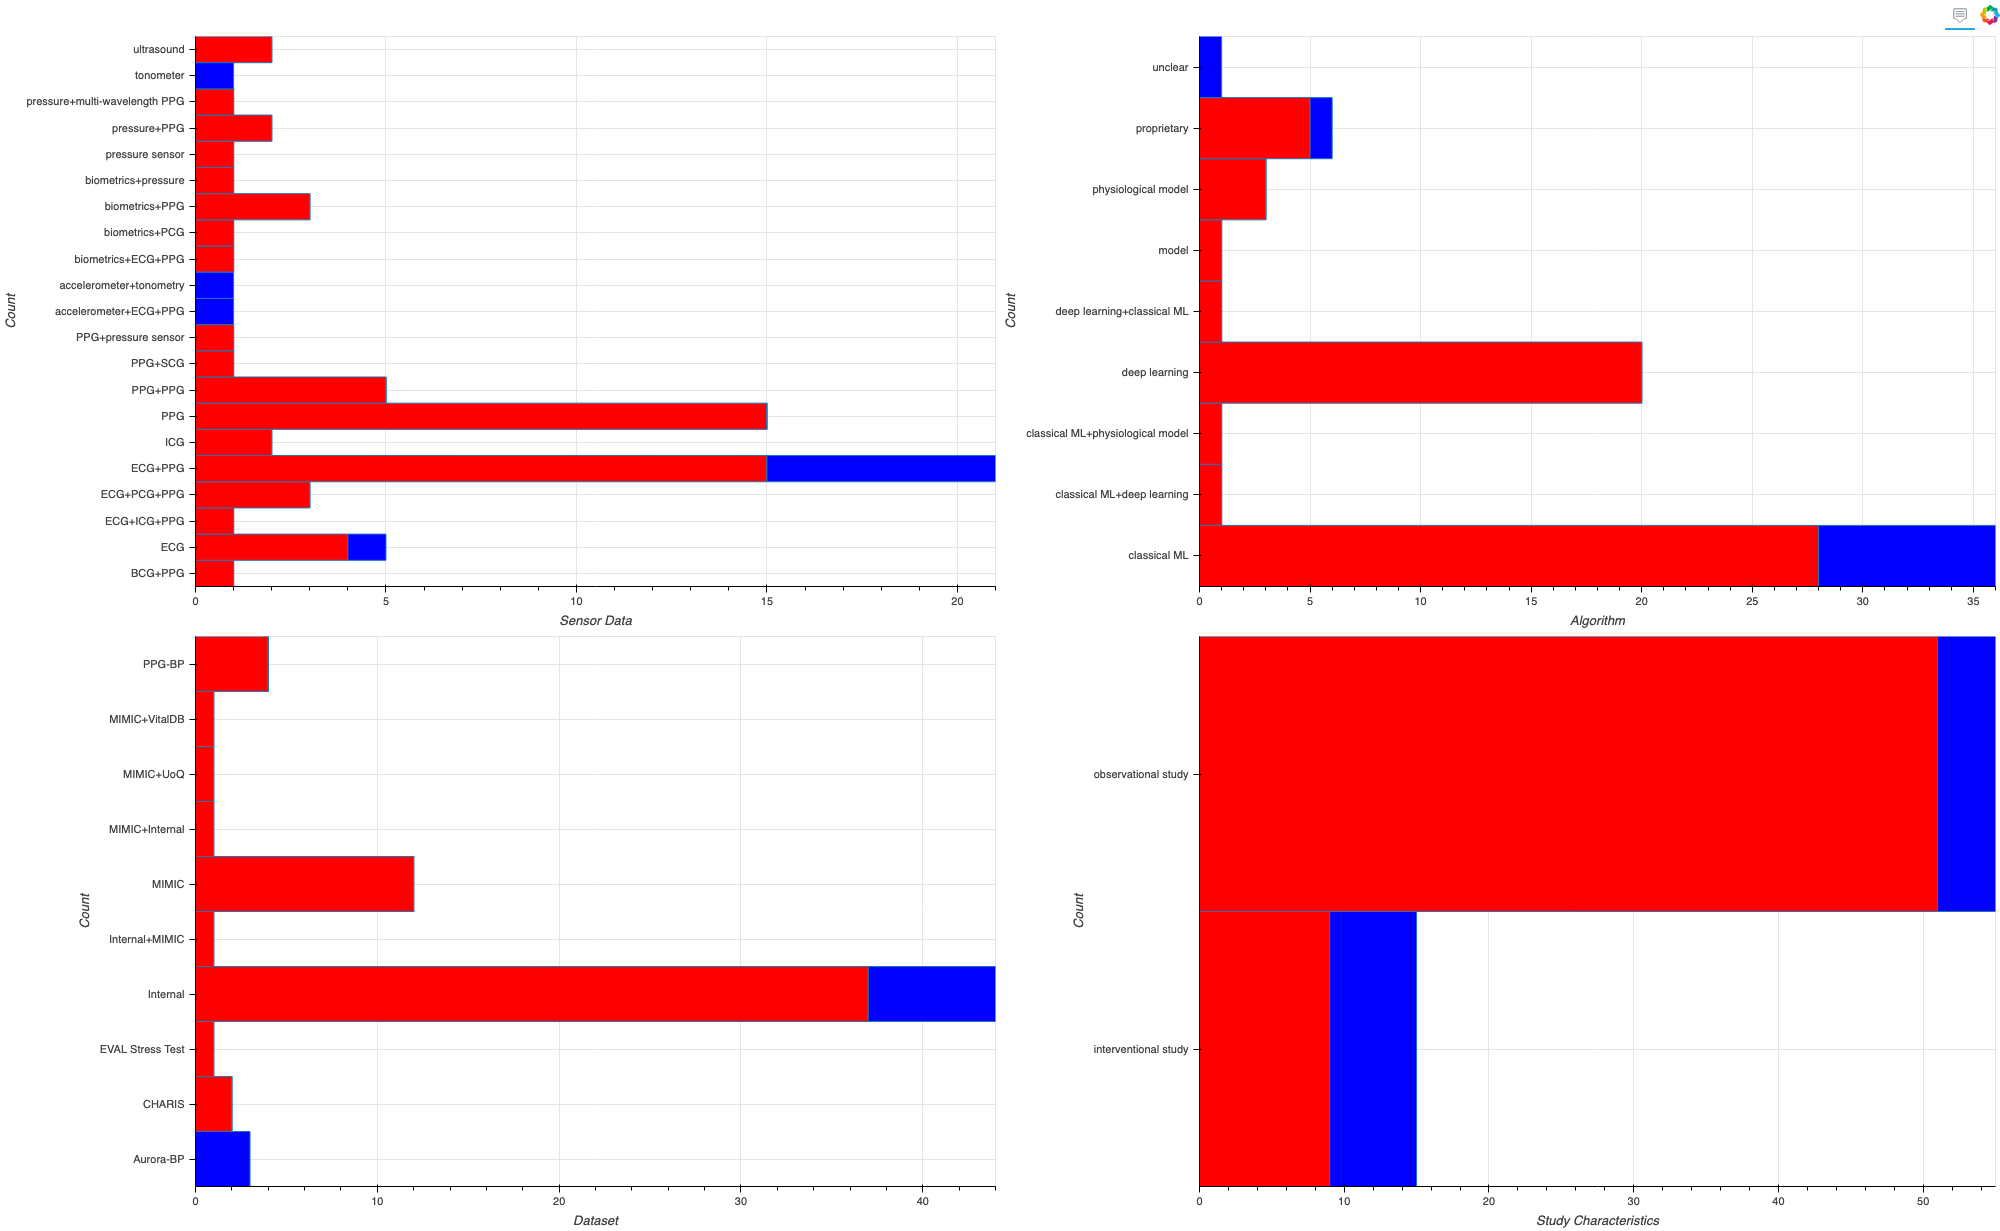 ultrasound
tonometer
pressure+multi-wavelength PPG
pressure+PPG
pressure sensor
biometrics+pressure
biometrics+PPG
biometrics+PCG
biometrics+ECG+PPG
accelerometer+tonometry
accelerometer+ECG+PPG
PPG+pressure sensor
PPG+SCG
PPG+PPG
PPG
ICG
ECG+PPG
ECG+PCG+PPG
ECG+ICG+PPG
ECG
BCG+PPG
Count
0 5 10 15 20
Sensor Data
unclear
proprietary
physiological model
model
deep learning+classical ML
deep learning
classical ML+physiological model
classical ML+deep learning
classical ML
Count
0 5 10 15 20 25 30 35
Algorithm
PPG-BP
MIMIC+VitalDB
MIMIC+UoQ
MIMIC+Internal
MIMIC
Internal+MIMIC
Internal
EVAL Stress Test
CHARIS
Aurora-BP
Count
0 10 20 30 40
Dataset
observational study
interventional study
Count
0 10 20 30 40 50
Study Characteristics